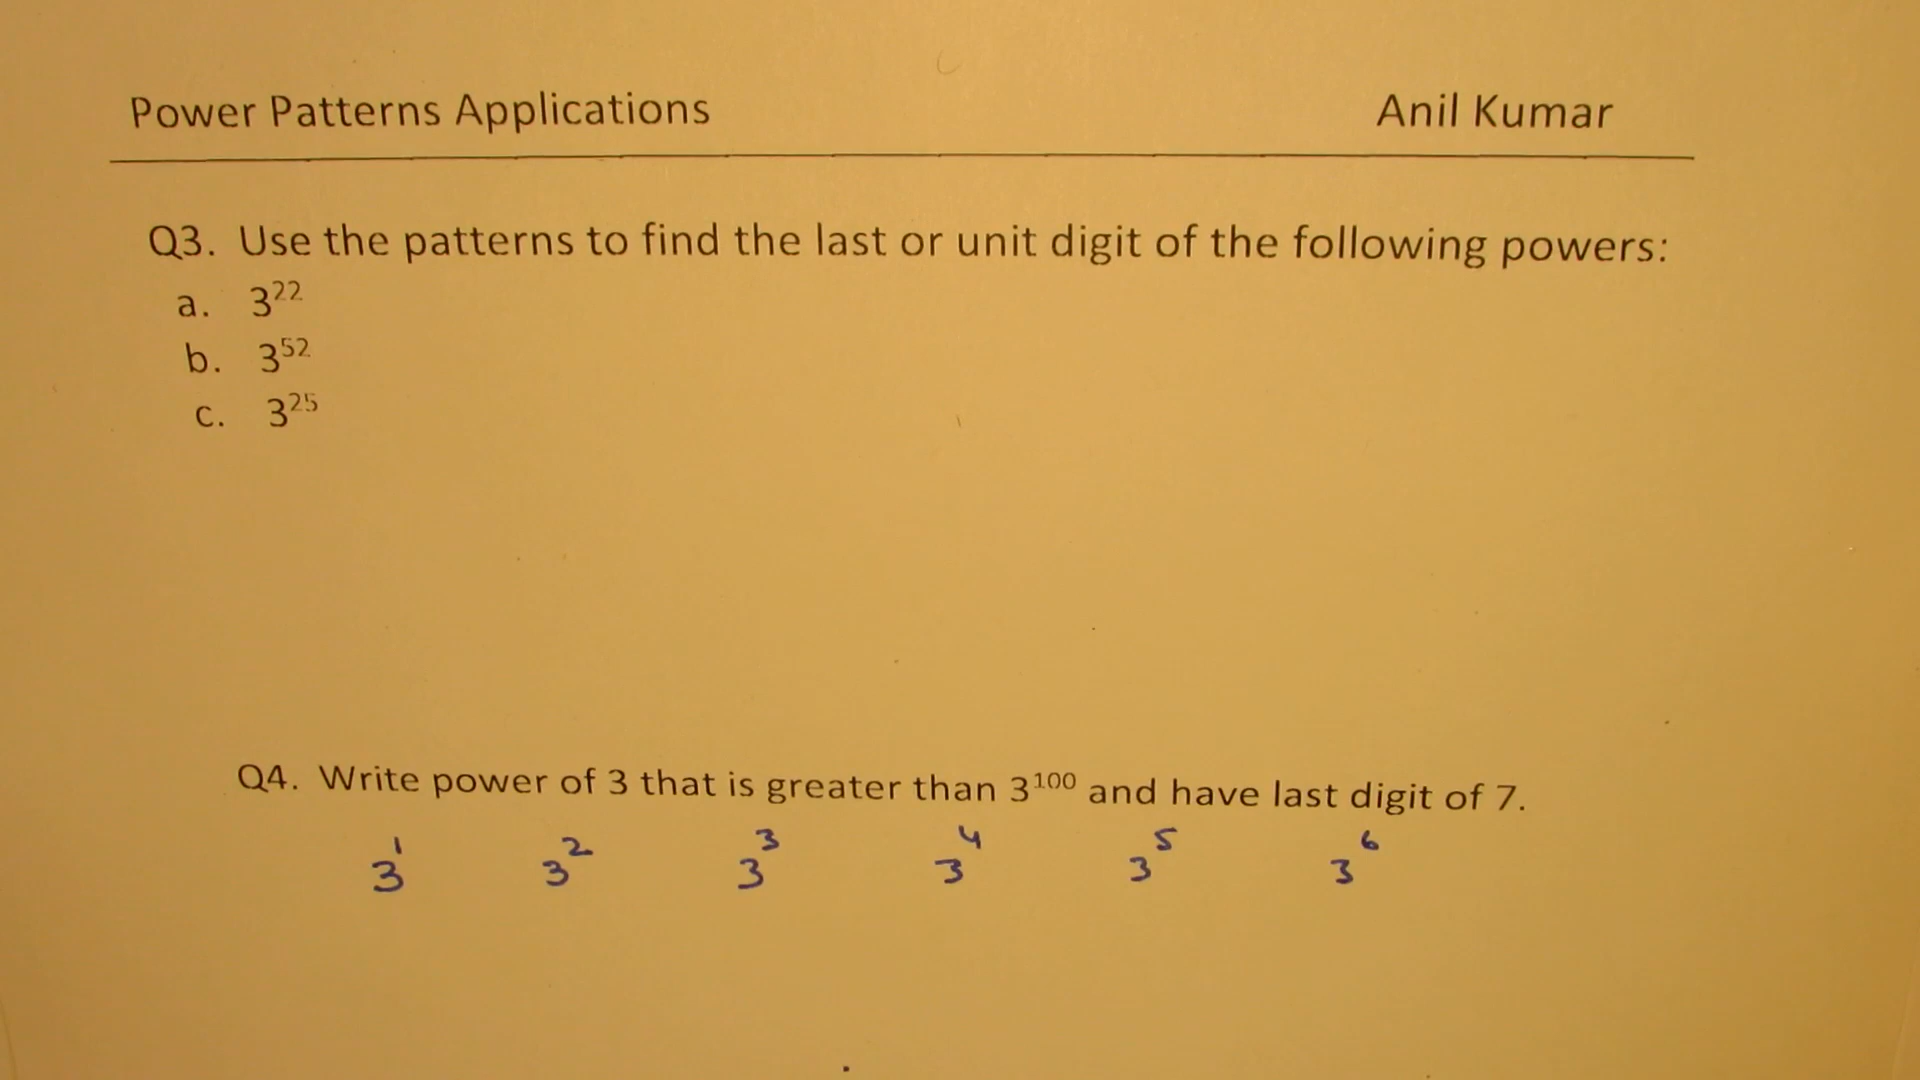 Power Patterns Applications Anil Kumar
Q3. Use the patterns to find the last or unit digit of the following powers:
a. 3²²
b. 3⁵²
c. 3²⁵
Q4. Write power of 3 that is greater than 3¹⁰⁰ and have last digit of 7.
3¹ 3² 3³ 3⁴ 3⁵ 3⁶